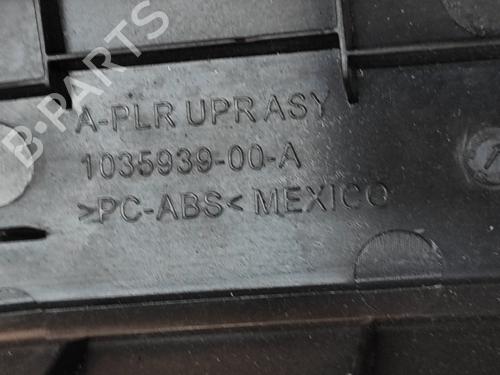 B-PARTS
A-PLR UPR ASY
1035939-00-A
>PC-ABS< MEXICO